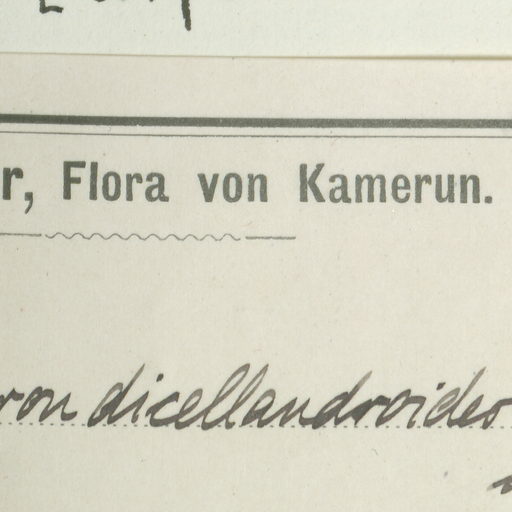 r, Flora von Kamerun.
ron dicellandroides